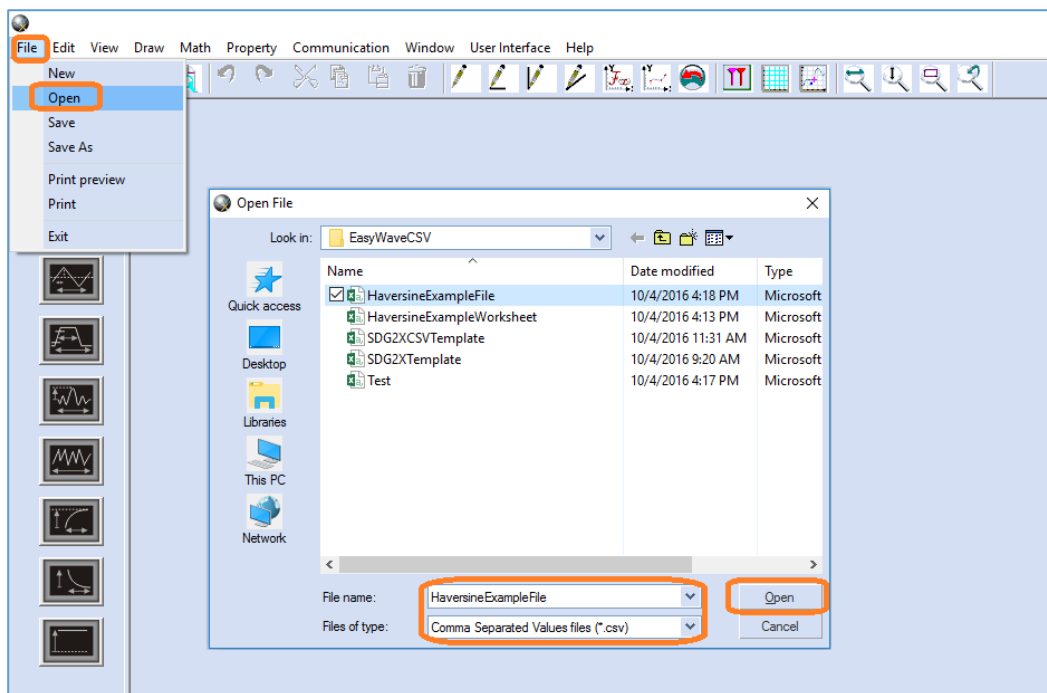 File Edit View Draw Math Property Communication Window User Interface Help
New
Open
Save
Save As
Print preview
Print
Exit
Open File
Look in: EasyWaveCSV
Quick access
Desktop
Libraries
This PC
Network
Name Date modified Type
HaversineExampleFile 10/4/2016 4:18 PM Microsoft
HaversineExampleWorksheet 10/4/2016 4:13 PM Microsoft
SDG2XCSVTemplate 10/4/2016 11:31 AM Microsoft
SDG2XTemplate 10/4/2016 9:20 AM Microsoft
Test 10/4/2016 4:17 PM Microsoft
File name: HaversineExampleFile Open
Files of type: Comma Separated Values files (*.csv) Cancel